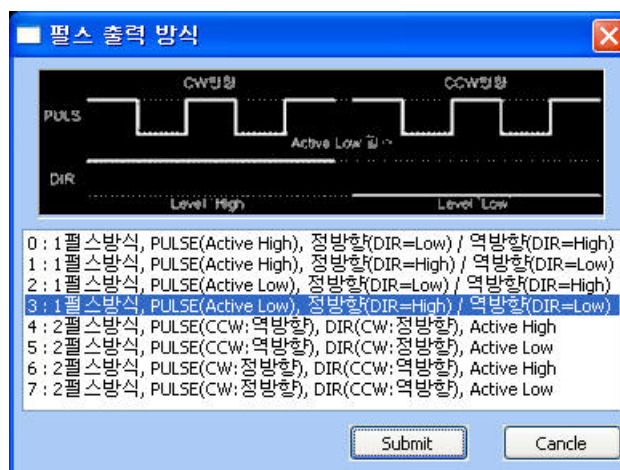 펄스 출력 방식
CW방향 CCW방향
PULS
Active Low 펄스
DIR
Level High Level Low
0 : 1펄스방식, PULSE(Active High), 정방향(DIR=Low) / 역방향(DIR=High)
1 : 1펄스방식, PULSE(Active High), 정방향(DIR=High) / 역방향(DIR=Low)
2 : 1펄스방식, PULSE(Active Low), 정방향(DIR=Low) / 역방향(DIR=High)
3 : 1펄스방식, PULSE(Active Low), 정방향(DIR=High) / 역방향(DIR=Low)
4 : 2펄스방식, PULSE(CCW:역방향), DIR(CW:정방향), Active High
5 : 2펄스방식, PULSE(CCW:역방향), DIR(CW:정방향), Active Low
6 : 2펄스방식, PULSE(CW:정방향), DIR(CCW:역방향), Active High
7 : 2펄스방식, PULSE(CW:정방향), DIR(CCW:역방향), Active Low
Submit Cancle